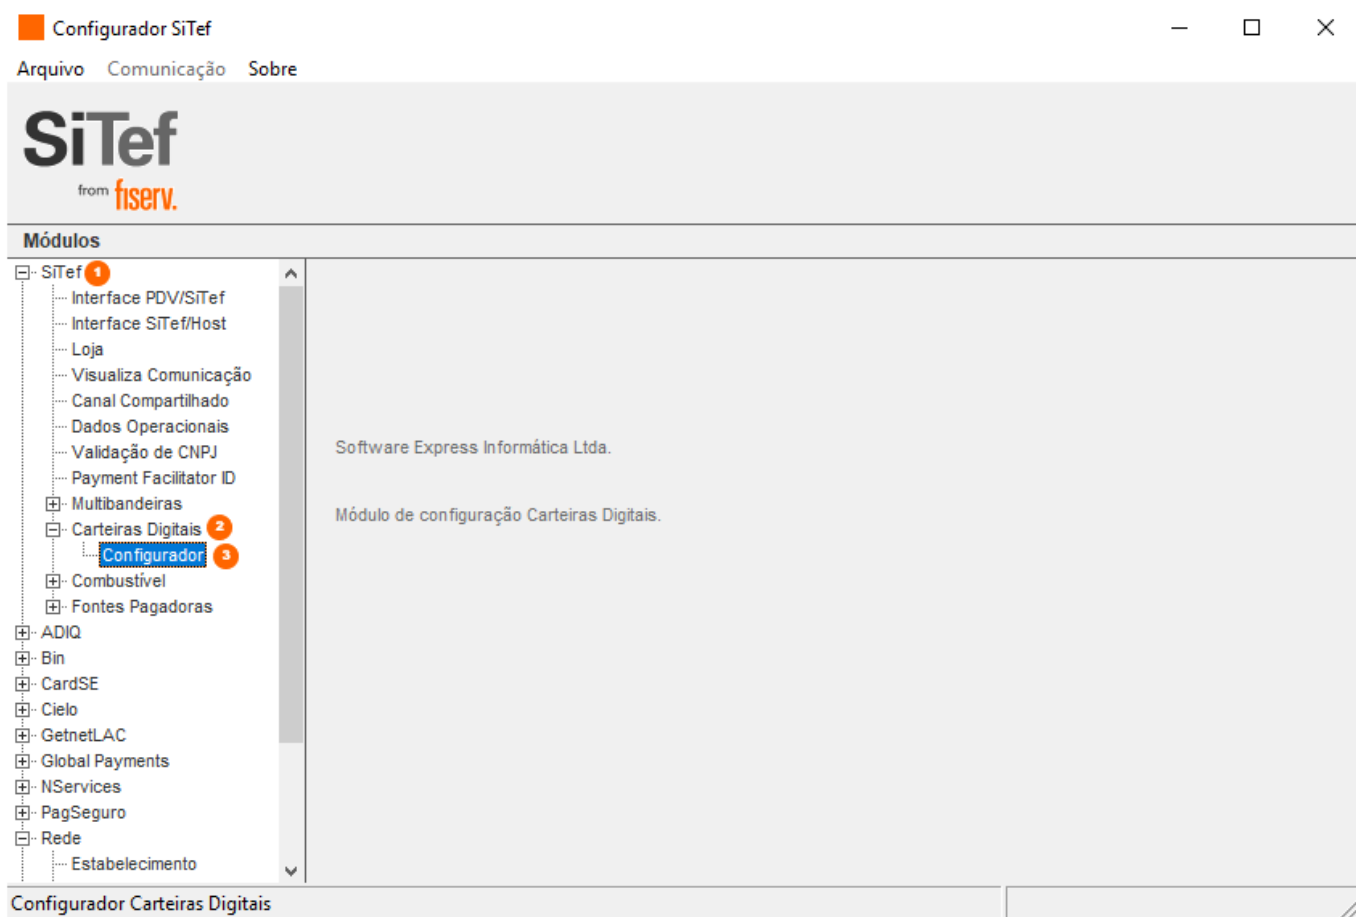 Configurador SiTef
Arquivo Comunicação Sobre
SiTef
from fiserv.
Módulos
SiTef 1
Interface PDV/SiTef
Interface SiTef/Host
Loja
Visualiza Comunicação
Canal Compartilhado
Dados Operacionais
Validação de CNPJ
Payment Facilitator ID
Multibandeiras
Carteiras Digitais 2
Configurador 3
Combustível
Fontes Pagadoras
ADIQ
Bin
CardSE
Cielo
GetnetLAC
Global Payments
NServices
PagSeguro
Rede
Estabelecimento
Software Express Informática Ltda.
Módulo de configuração Carteiras Digitais.
Configurador Carteiras Digitais